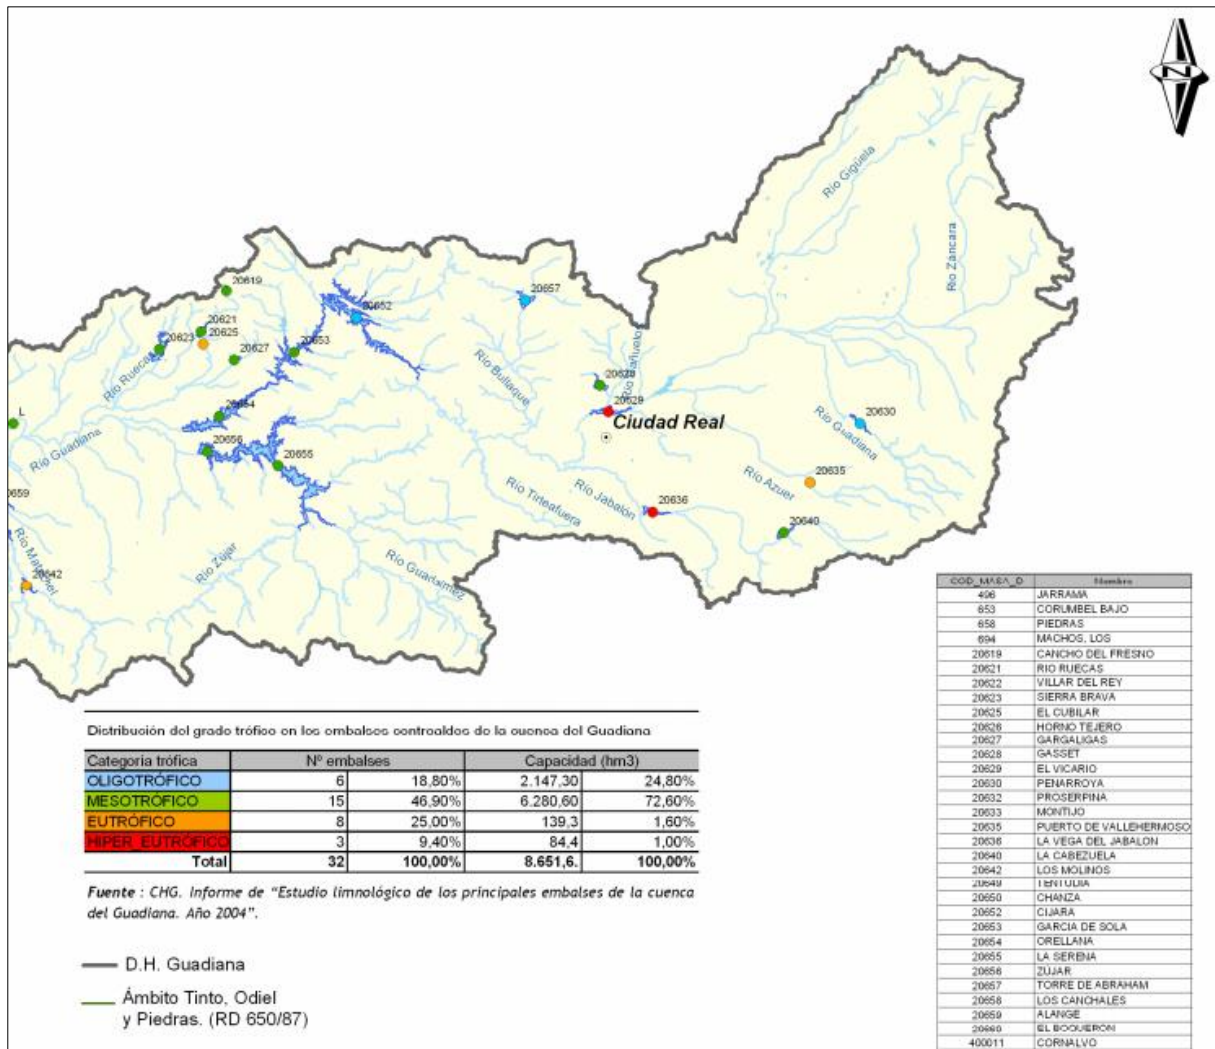 N
Río Gigüela
Río Záncara
20619
20657
20652
20621
20625
20623
20627
20653
Río Ruecas
Río Bullaque
Río Bañuelos
20628
20629
Ciudad Real
20630
Río Guadiana
L
20654
20656
20655
Río Guadiana
20635
Río Azuer
20659
Río Tirteafuera
Río Jabalón
20636
20640
Río Matachel
20642
Río Zújar
Río Guadalmez
COD_MASA_D Nombre
496 JARRAMA
653 CORUMBEL BAJO
658 PIEDRAS
694 MACHOS, LOS
20619 CANCHO DEL FRESNO
20621 RIO RUECAS
20622 VILLAR DEL REY
20623 SIERRA BRAVA
20625 EL CUBILAR
20626 HORNO TEJERO
20627 GARGALIGAS
20628 GASSET
20629 EL VICARIO
20630 PENARROYA
20632 PROSERPINA
20633 MONTIJO
20635 PUERTO DE VALLEHERMOSO
20636 LA VEGA DEL JABALON
20640 LA CABEZUELA
20642 LOS MOLINOS
20649 TENTUDIA
20650 CHANZA
20652 CIJARA
20653 GARCIA DE SOLA
20654 ORELLANA
20655 LA SERENA
20656 ZÚJAR
20657 TORRE DE ABRAHAM
20658 LOS CANCHALES
20659 ALANGE
20660 EL BOQUERON
400011 CORNALVO
Distribución del grado trófico en los embalses controaldos de la cuenca del Guadiana
Categoria trófica Nº embalses Capacidad (hm3)
OLIGOTRÓFICO 6 18,80% 2.147,30 24,80%
MESOTRÓFICO 15 46,90% 6.280,60 72,60%
EUTRÓFICO 8 25,00% 139,3 1,60%
HIPER_EUTRÓFICO 3 9,40% 84,4 1,00%
Total 32 100,00% 8.651,6. 100,00%
Fuente : CHG. Informe de “Estudio limnológico de los principales embalses de la cuenca
del Guadiana. Año 2004”.
D.H. Guadiana
Ámbito Tinto, Odiel
y Piedras. (RD 650/87)